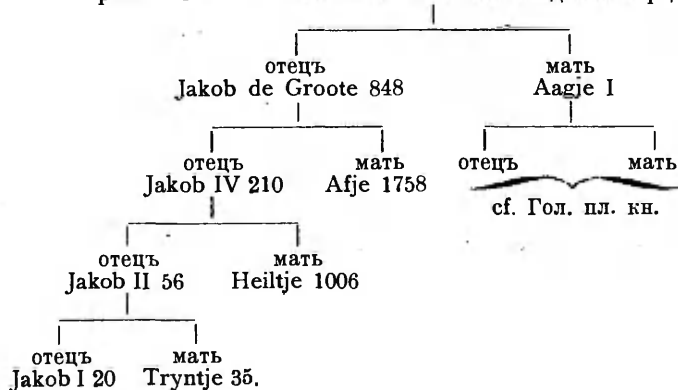 отецъ мать
Jakob de Groote 848 Aagje I
отецъ мать отецъ мать
Jakob IV 210 Afje 1758
cf. Гол. пл. кн.
отецъ мать
Jakob II 56 Heiltje 1006
отецъ мать
Jakob I 20 Tryntje 35.